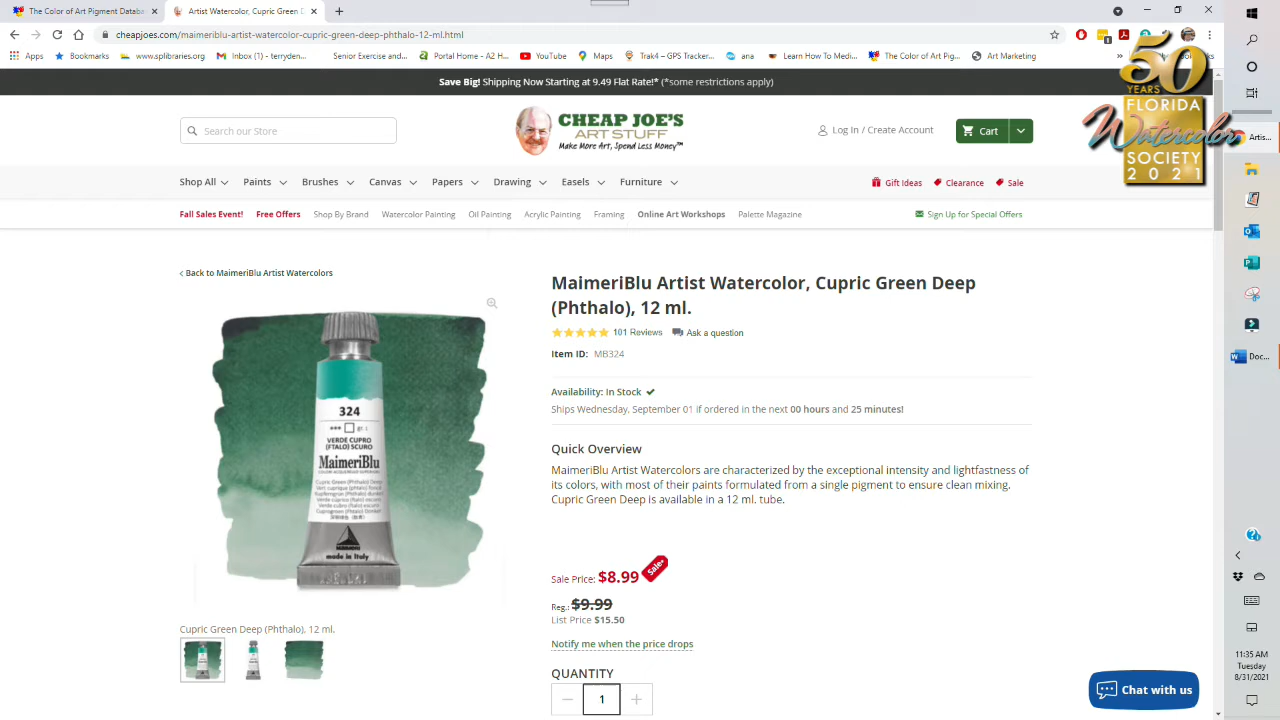 The Color of Art Pigment Databas
Cheap Joe's - Terryen D
cheapjoes.com/maimeriblu-artist-watercolor-cupric-green-deep-phthalo-12-ml.html
Apps
Bookmarks
www.splibraries.org
Inbox (1) - terryden
Senior Exercise and...
Portal Home - A2 H...
YouTube
Maps
Trak4 – GPS Tracker...
ana
Learn How To Medi...
The Color of Art Pig...
Art Marketing
50
YEARS
FLORIDA
Watercolor
SOCIETY
2021
Save Big! Shipping Now Starting at 9.49 Flat Rate!* (*some restrictions apply)
Search our Store
CHEAP JOE'S
ART STUFF
Make More Art, Spend Less Money™
Log In / Create Account
Cart
Artis...
Shop All
Paints
Brushes
Canvas
Papers
Drawing
Easels
Furniture
Gift Ideas
Clearance
Sale
Fall Sales Event!
Free Offers
Shop By Brand
Watercolor Painting
Oil Painting
Acrylic Painting
Framing
Online Art Workshops
Palette Magazine
Sign Up for Special Offers
Back to MaimeriBlu Artist Watercolors
MaimeriBlu Artist Watercolor, Cupric Green Deep
(Phthalo), 12 ml.
101 Reviews
Ask a question
Item ID: MB324
Availability: In Stock
Ships Wednesday, September 01 if ordered in the next 00 hours and 25 minutes!
Quick Overview
MaimeriBlu Artist Watercolors are characterized by the exceptional intensity and lightfastness of
its colors, with most of their paints formulated from a single pigment to ensure clean mixing.
Cupric Green Deep is available in a 12 ml. tube.
324
VERDE CUPRO
(FTALO) SCURO
MaimeriBlu
Cupric Green (Phthalo) Deep
made in Italy
Sale Price: $8.99
Sale
Reg.: $9.99
List Price $15.50
Notify me when the price drops
QUANTITY
1
Cupric Green Deep (Phthalo), 12 ml.
Doc...
11:35 AM
Tuesday
8/31/2021
Chat with us